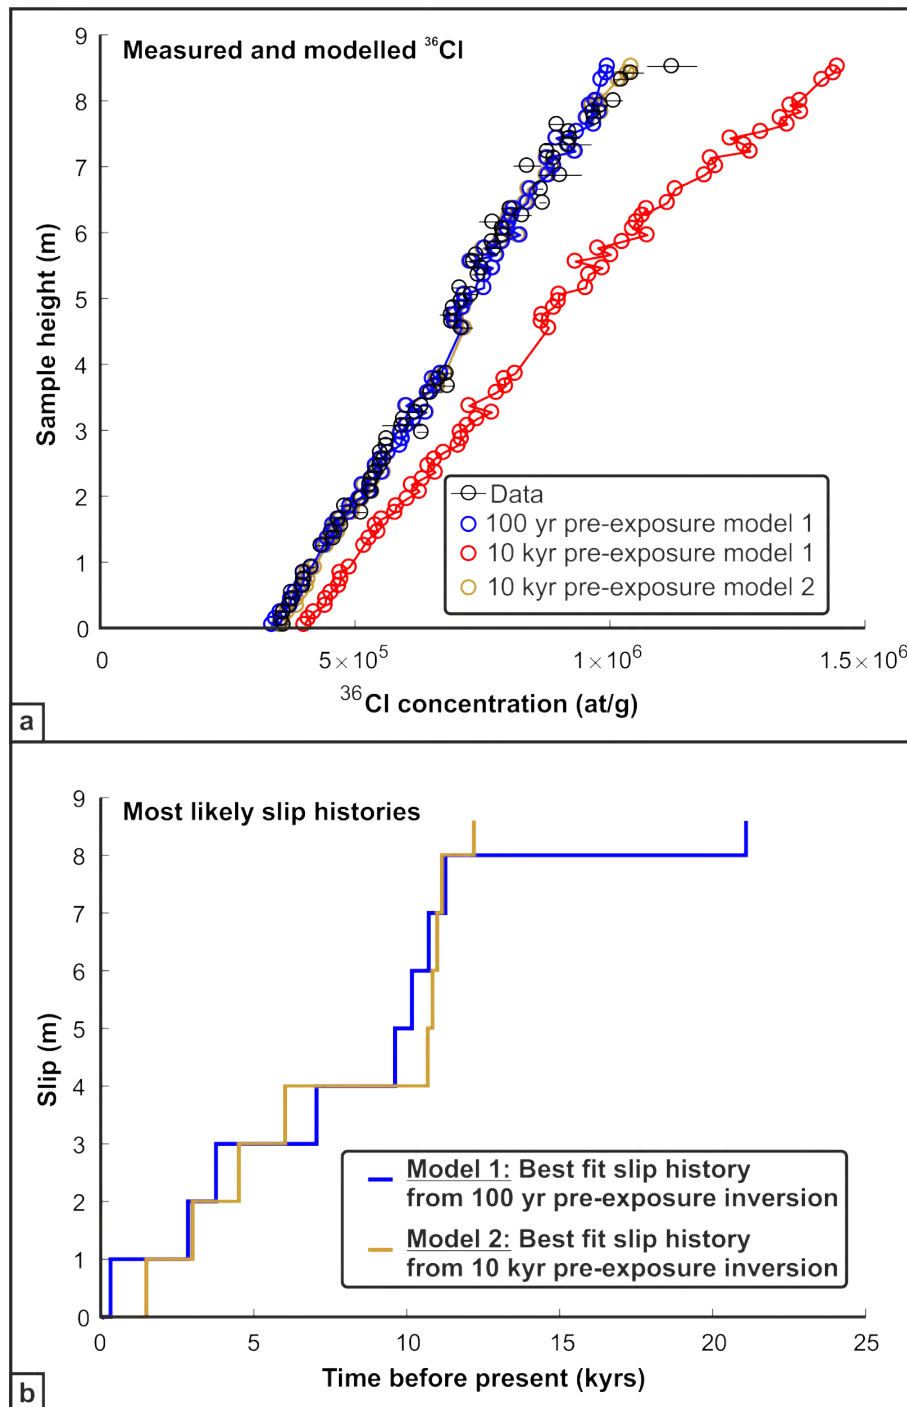 Measured and modelled ³⁶Cl
9
8
7
6
5
4
3
2
1
0
Sample height (m)
Data
100 yr pre-exposure model 1
10 kyr pre-exposure model 1
10 kyr pre-exposure model 2
0
5×10⁵
1×10⁶
1.5×10⁶
³⁶Cl concentration (at/g)
a
Most likely slip histories
9
8
7
6
5
4
3
2
1
0
Slip (m)
Model 1: Best fit slip history
from 100 yr pre-exposure inversion
Model 2: Best fit slip history
from 10 kyr pre-exposure inversion
0
5
10
15
20
25
Time before present (kyrs)
b